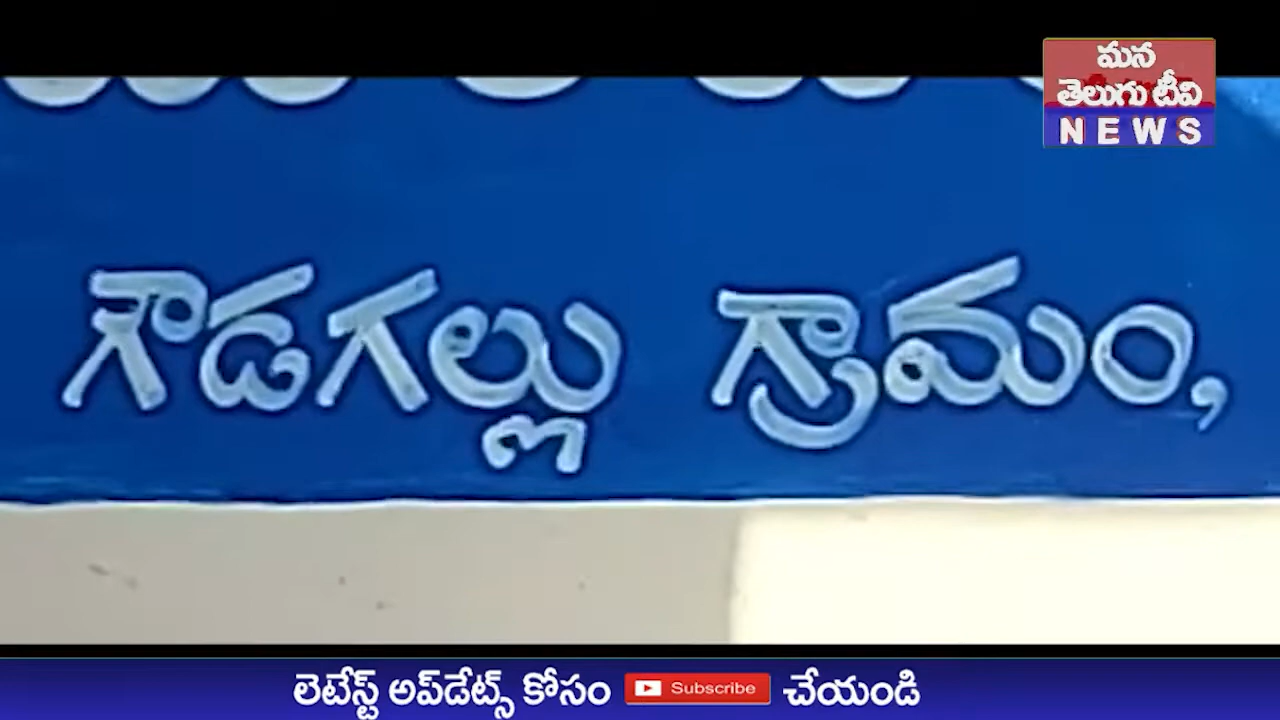 మన
తెలుగు టీవి
NEWS
గౌడగల్లు గ్రామం,
లెటేస్ట్ అప్‌డేట్స్ కోసం Subscribe చేయండి